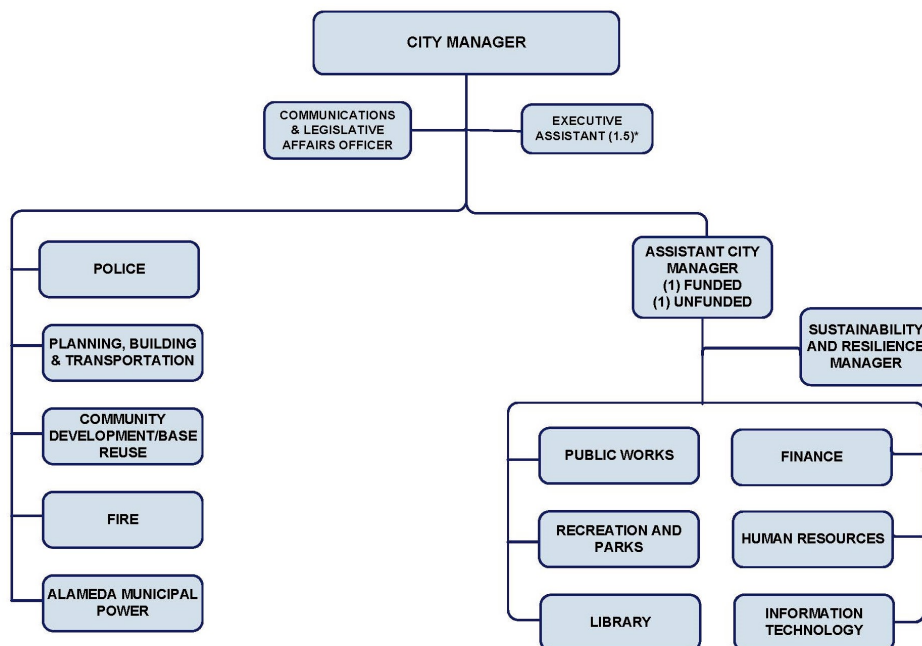 CITY MANAGER
COMMUNICATIONS
& LEGISLATIVE
AFFAIRS OFFICER
EXECUTIVE
ASSISTANT (1.5)*
POLICE
PLANNING, BUILDING
& TRANSPORTATION
COMMUNITY
DEVELOPMENT/BASE
REUSE
FIRE
ALAMEDA MUNICIPAL
POWER
ASSISTANT CITY
MANAGER
(1) FUNDED
(1) UNFUNDED
SUSTAINABILITY
AND RESILIENCE
MANAGER
PUBLIC WORKS
FINANCE
RECREATION AND
PARKS
HUMAN RESOURCES
LIBRARY
INFORMATION
TECHNOLOGY